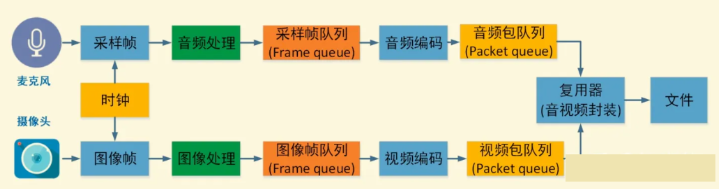 麦克风
采样帧
音频处理
采样帧队列
(Frame queue)
音频编码
音频包队列
(Packet queue)
时钟
复用器
(音视频封装)
文件
摄像头
图像帧
图像处理
图像帧队列
(Frame queue)
视频编码
视频包队列
(Packet queue)